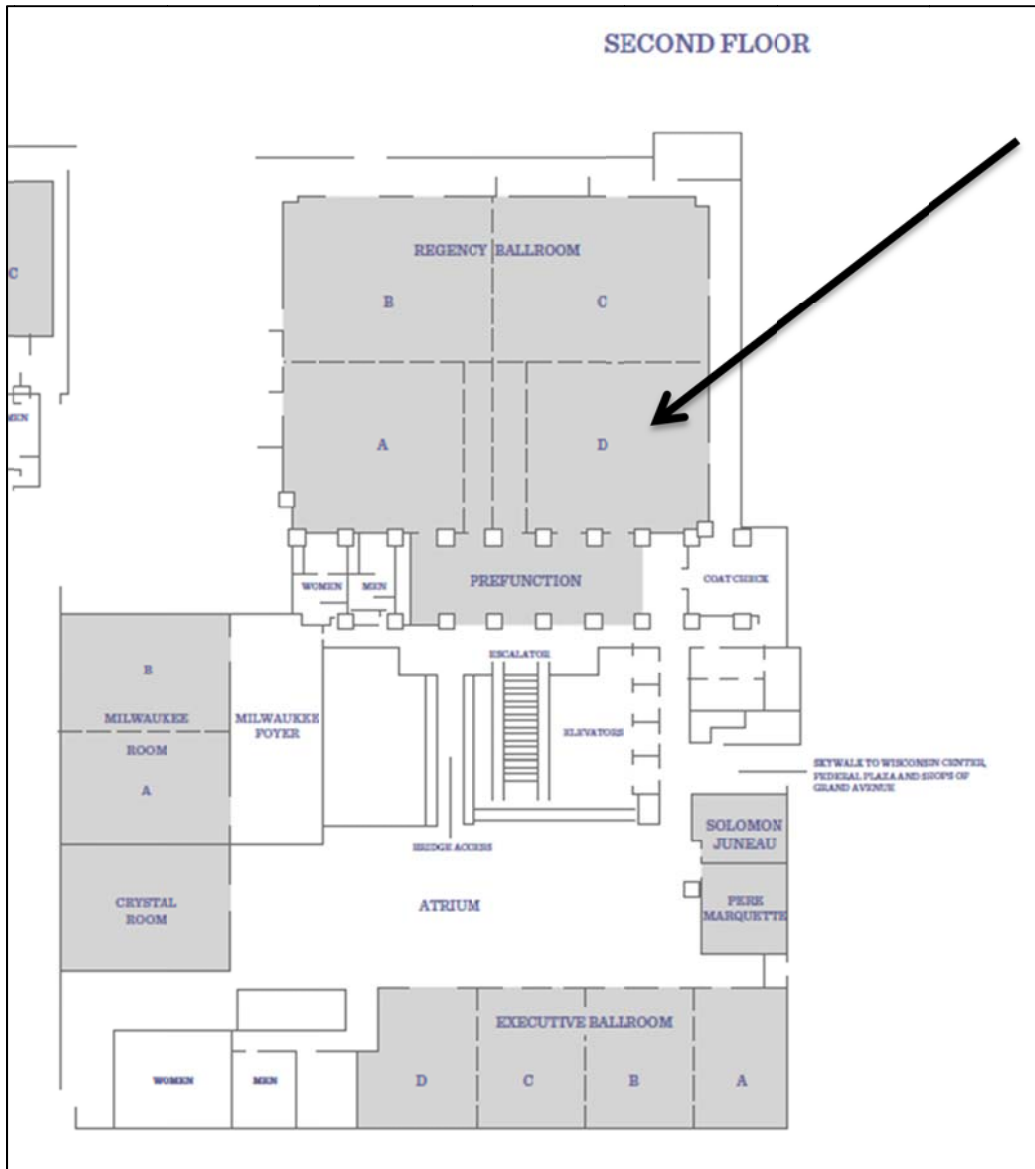 SECOND FLOOR
REGENCY BALLROOM
B
C
C
A
D
MEN
WOMEN
MEN
PREFUNCTION
COAT CHECK
ESCALATOR
B
MILWAUKEE
ROOM
A
MILWAUKEE
FOYER
ELEVATORS
SKYWALK TO WISCONSIN CENTER,
FEDERAL PLAZA AND SHOPS OF
GRAND AVENUE
SOLOMON
JUNEAU
BRIDGE ACCESS
CRYSTAL
ROOM
ATRIUM
PERE
MARQUETTE
EXECUTIVE BALLROOM
WOMEN
MEN
D
C
B
A